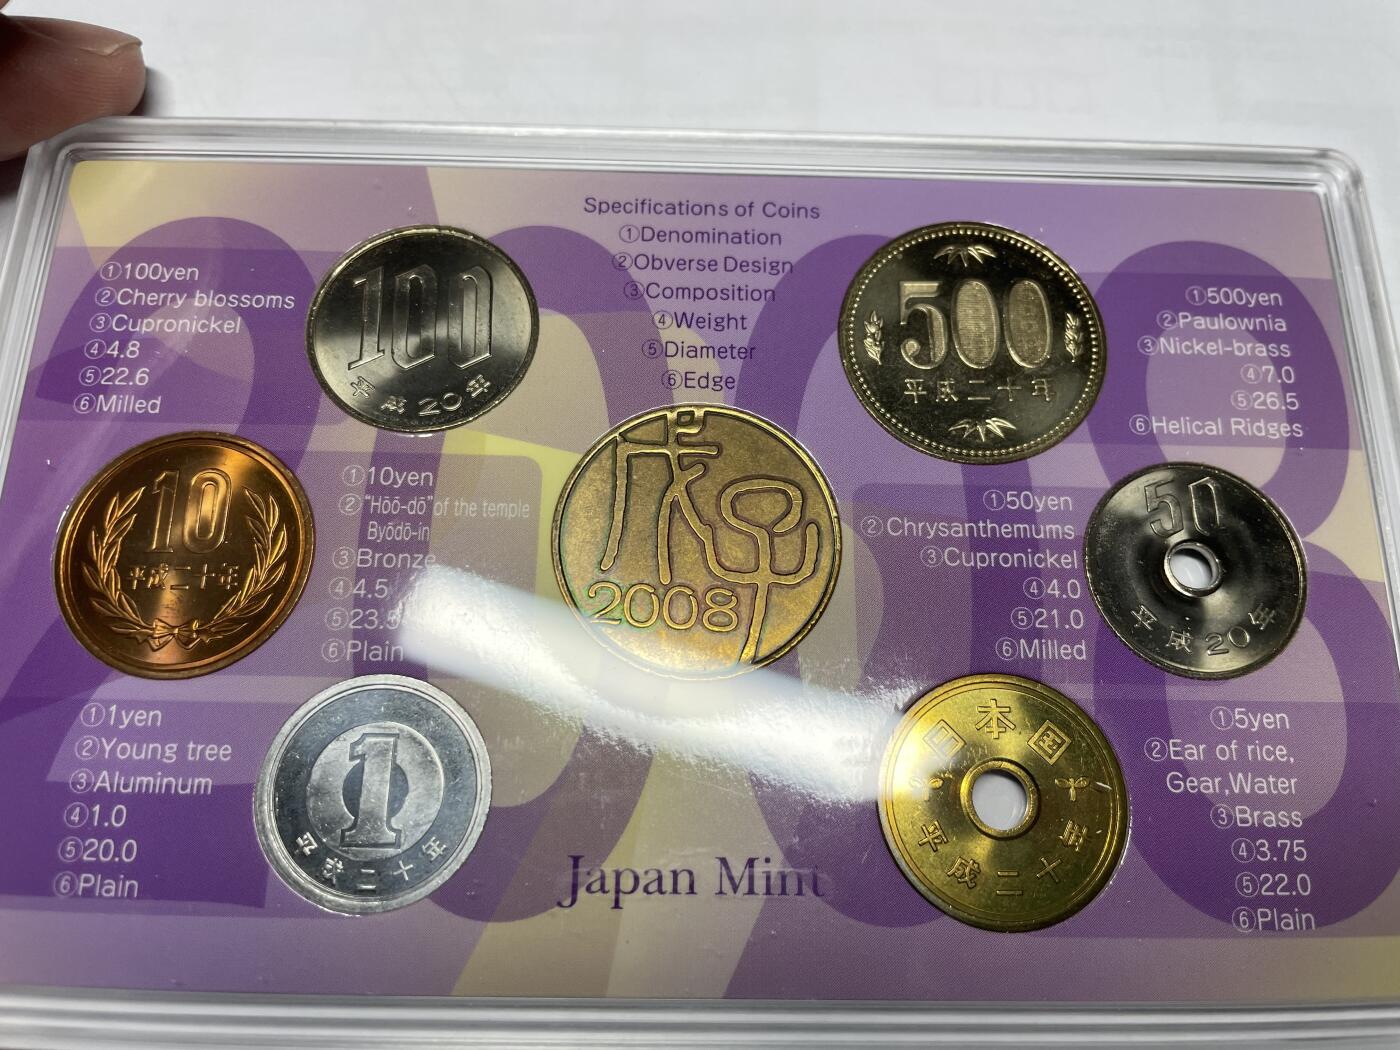 Specifications of Coins
①Denomination
②Obverse Design
③Composition
④Weight
⑤Diameter
⑥Edge
①100yen
②Cherry blossoms
③Cupronickel
④4.8
⑤22.6
⑥Milled
100
平成20年
500
平成二十年
①500yen
②Paulownia
③Nickel-brass
④7.0
⑤26.5
⑥Helical Ridges
10
平成二十年
①10yen
②"Hōō-dō" of the temple
Byōdō-in
③Bronze
④4.5
⑤23.5
⑥Plain
2008
①50yen
②Chrysanthemums
③Cupronickel
④4.0
⑤21.0
⑥Milled
50
平成20年
①1yen
②Young tree
③Aluminum
④1.0
⑤20.0
⑥Plain
1
平成二十年
Japan Mint
日本国
平成二十年
①5yen
②Ear of rice,
Gear,Water
③Brass
④3.75
⑤22.0
⑥Plain